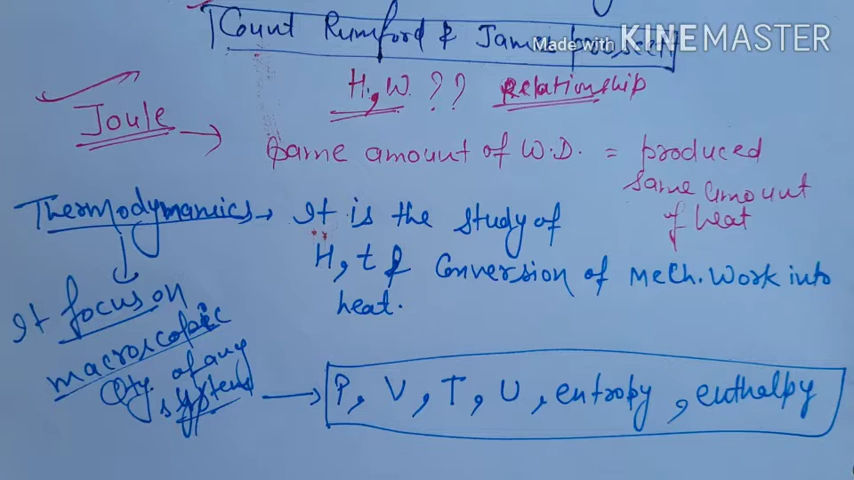 Count Rumford & James
Made with KINEMASTER
H, W. ?? Relationship
Joule →
Same amount of W.D. = produced
same amount
of heat
Thermodynamics → It is the study of
H, t & Conversion of Mech. Work into
heat.
It focus on
macroscopic
Qty. of any
system → P, V, T, U, entropy, enthalpy